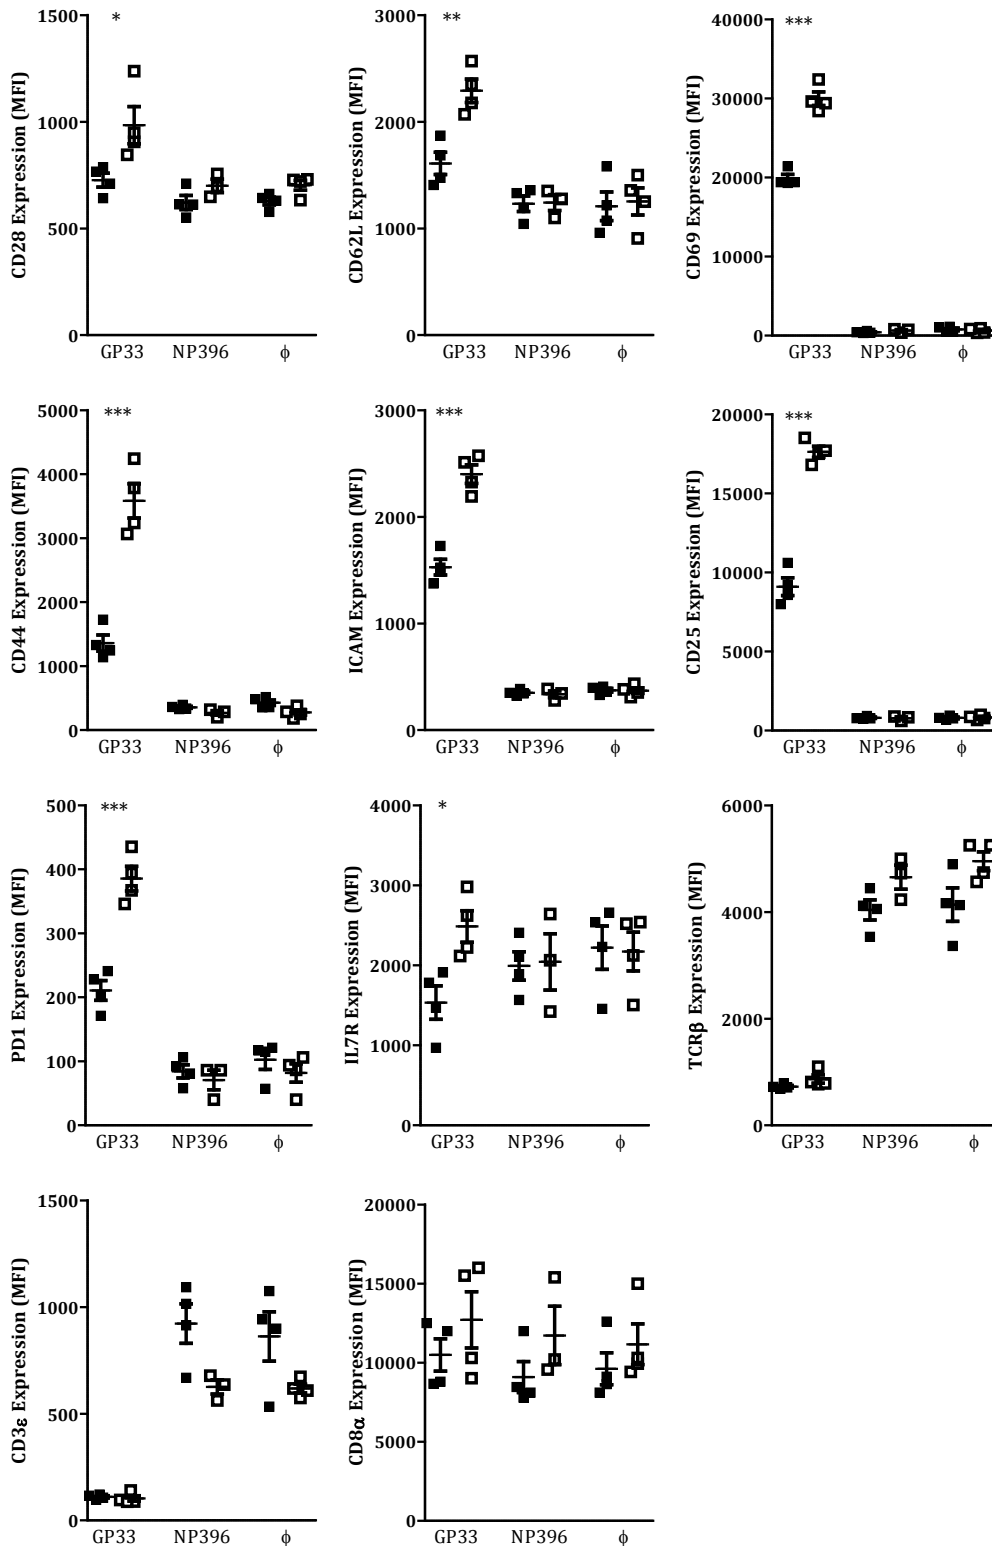 CD28 Expression (MFI)
1500
1000
500
0
*
GP33 NP396 ϕ
CD62L Expression (MFI)
3000
2000
1000
0
**
GP33 NP396 ϕ
CD69 Expression (MFI)
40000
30000
20000
10000
0
***
GP33 NP396 ϕ
CD44 Expression (MFI)
5000
4000
3000
2000
1000
0
***
GP33 NP396 ϕ
ICAM Expression (MFI)
3000
2000
1000
0
***
GP33 NP396 ϕ
CD25 Expression (MFI)
20000
15000
10000
5000
0
***
GP33 NP396 ϕ
PD1 Expression (MFI)
500
400
300
200
100
0
***
GP33 NP396 ϕ
IL7R Expression (MFI)
4000
3000
2000
1000
0
*
GP33 NP396 ϕ
TCRβ Expression (MFI)
6000
4000
2000
0
GP33 NP396 ϕ
CD3ε Expression (MFI)
1500
1000
500
0
GP33 NP396 ϕ
CD8α Expression (MFI)
20000
15000
10000
5000
0
GP33 NP396 ϕ